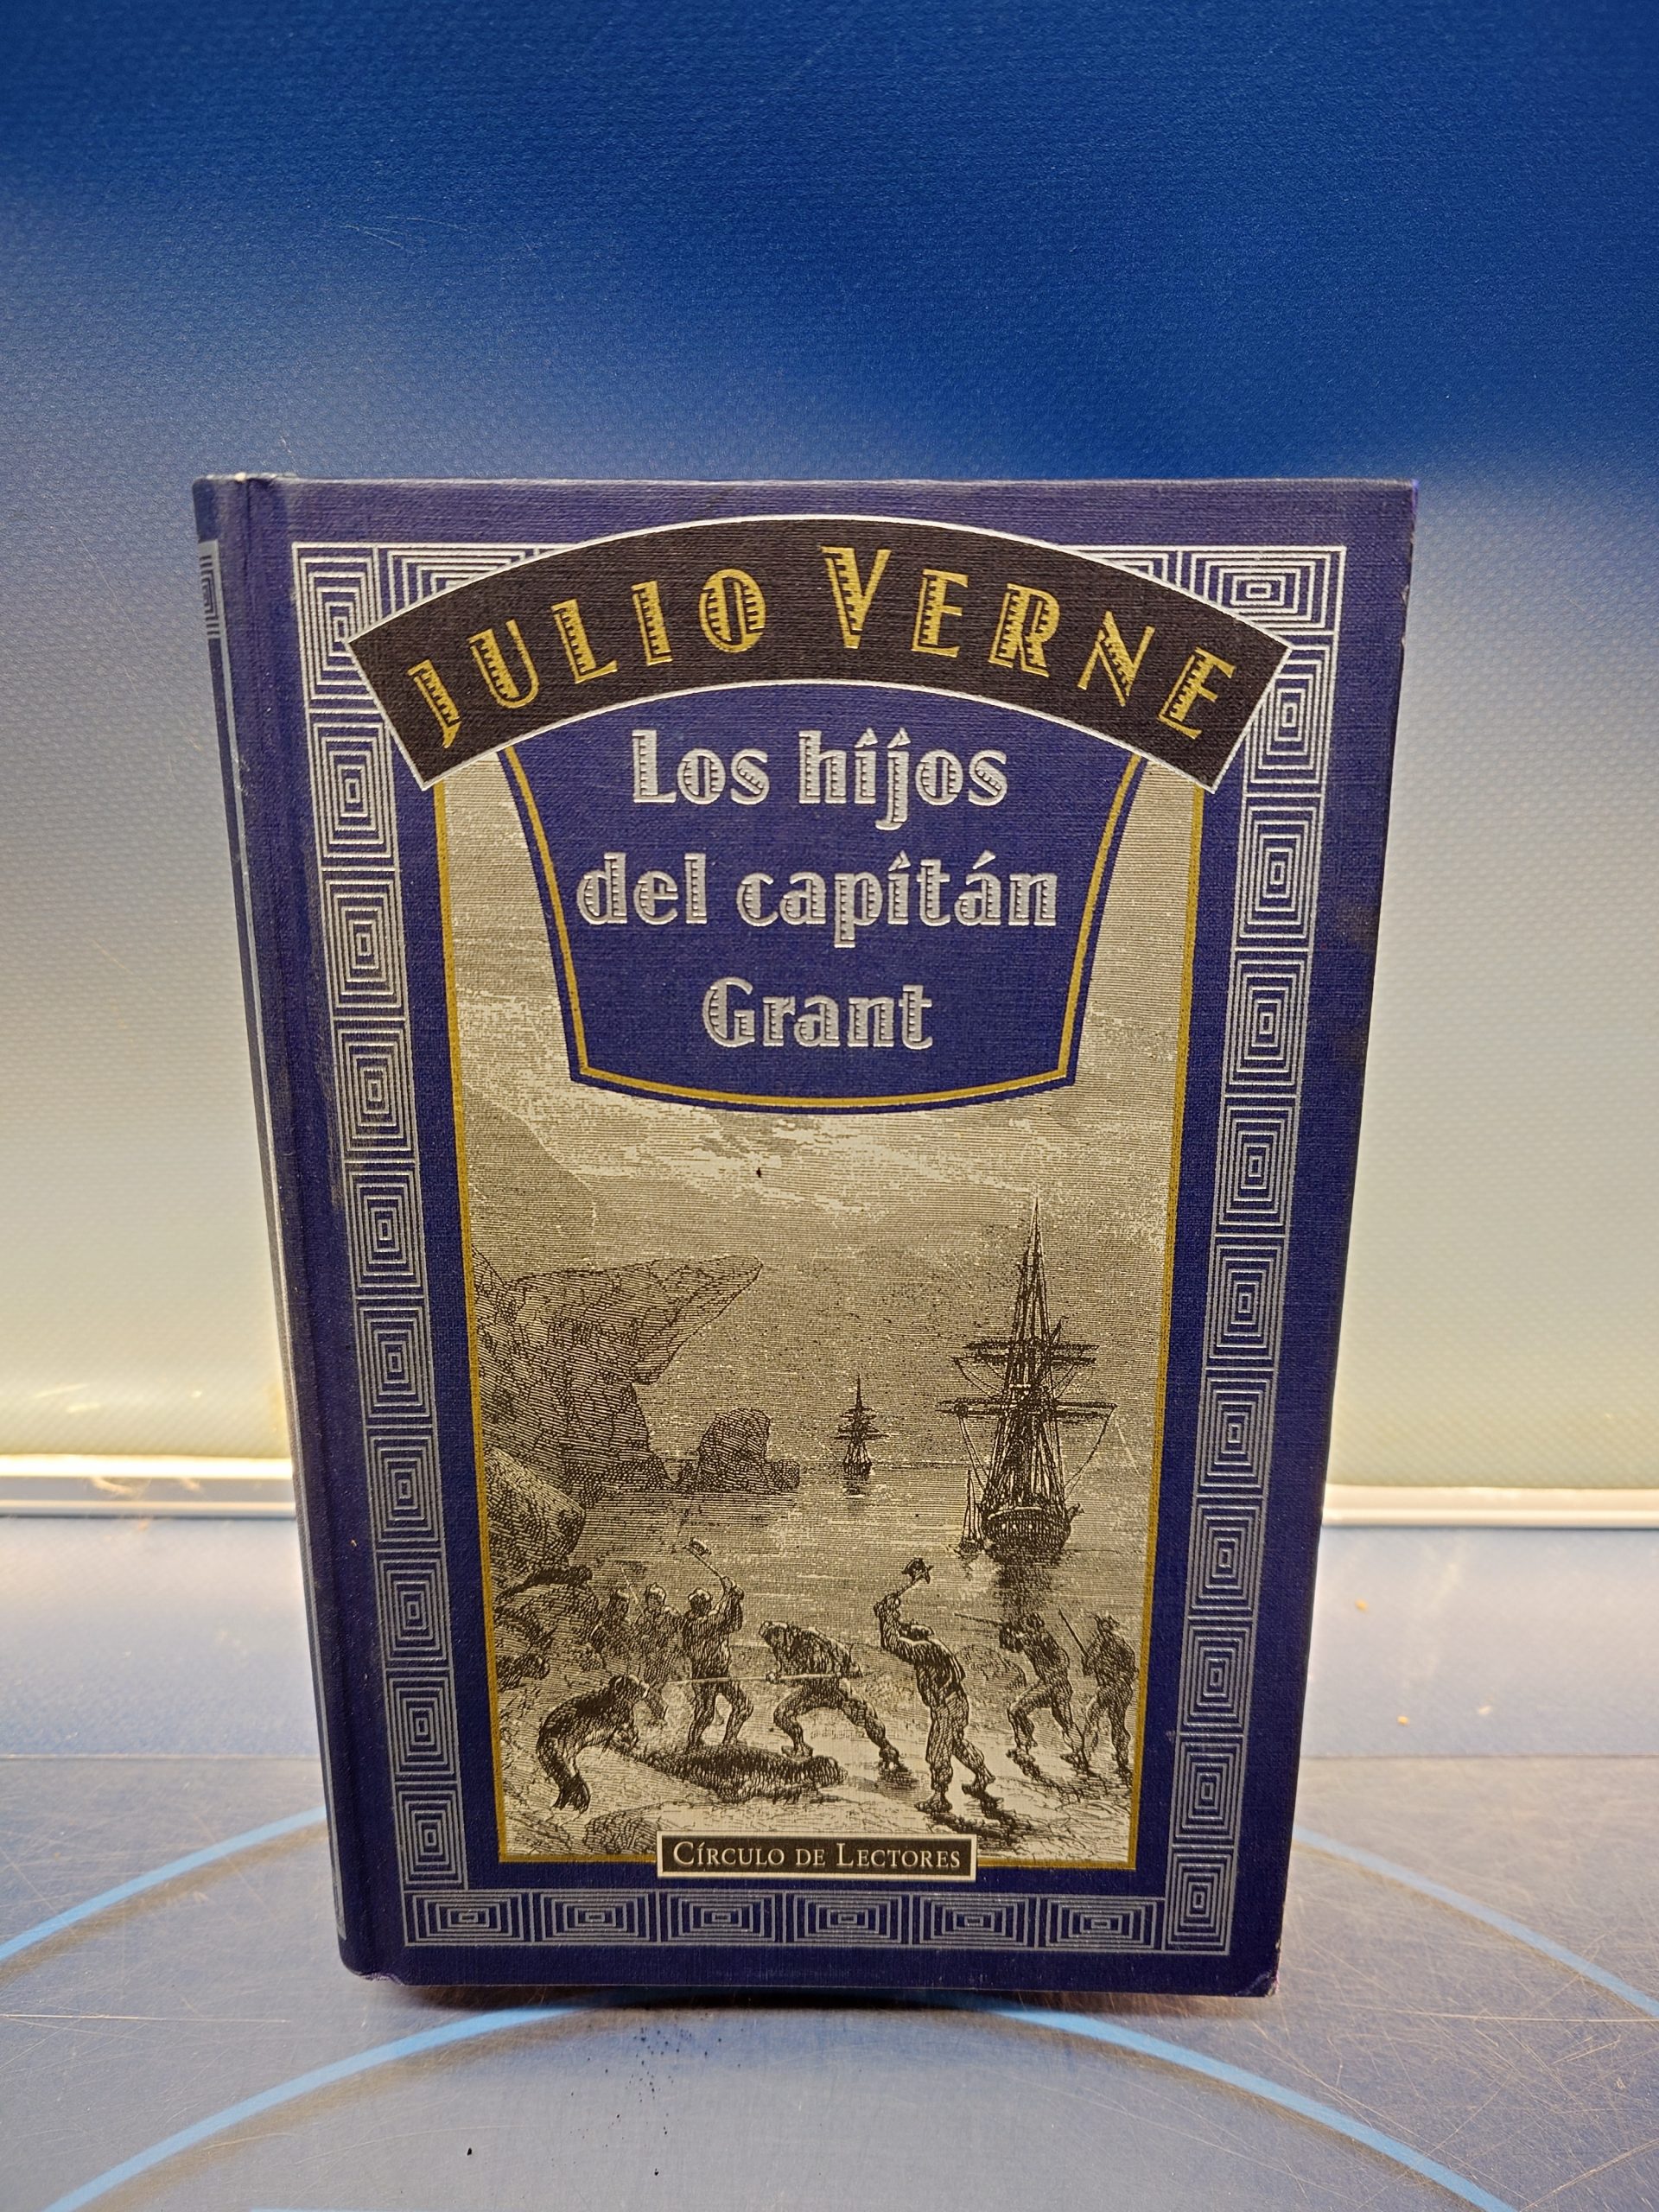 JULIO VERNE
Los hijos
del capitán
Grant
CÍRCULO DE LECTORES